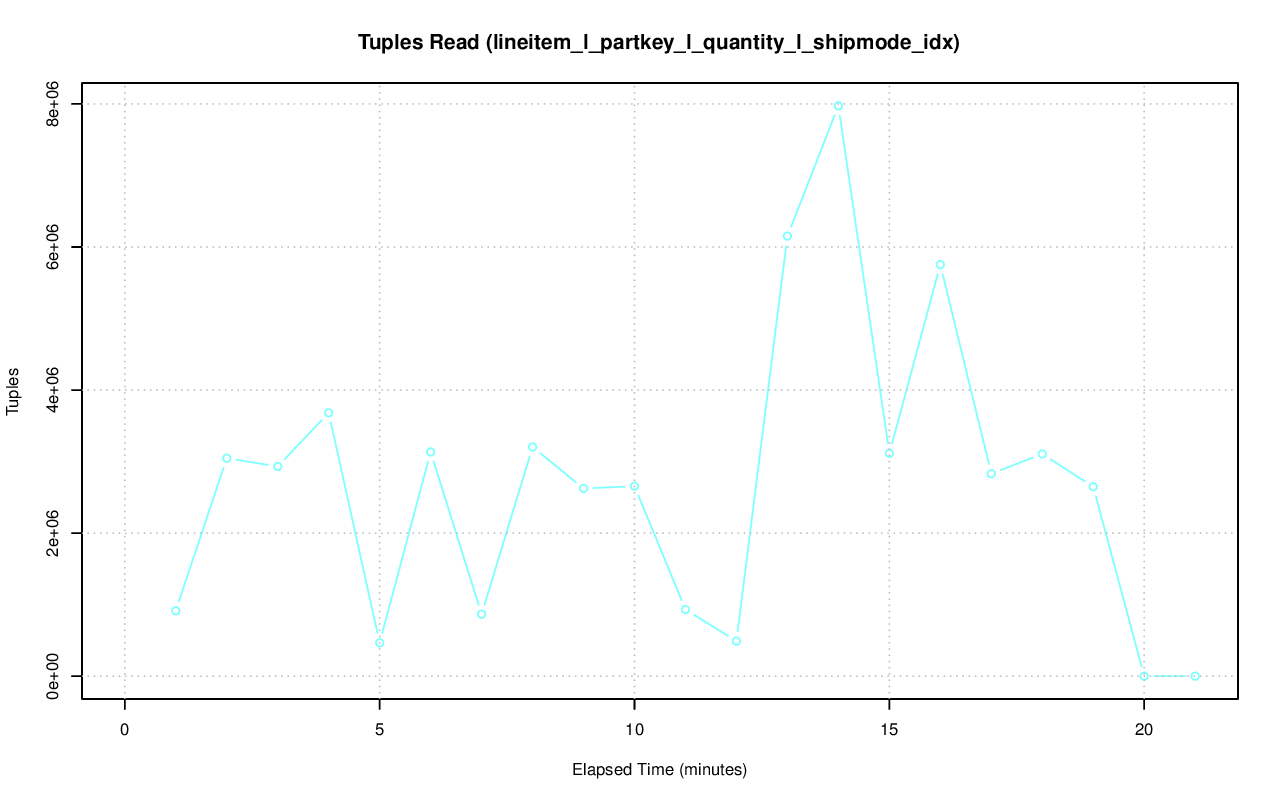 Tuples Read (lineitem_l_partkey_l_quantity_l_shipmode_idx)
8e+06
6e+06
4e+06
2e+06
0e+00
Tuples
0 5 10 15 20
Elapsed Time (minutes)